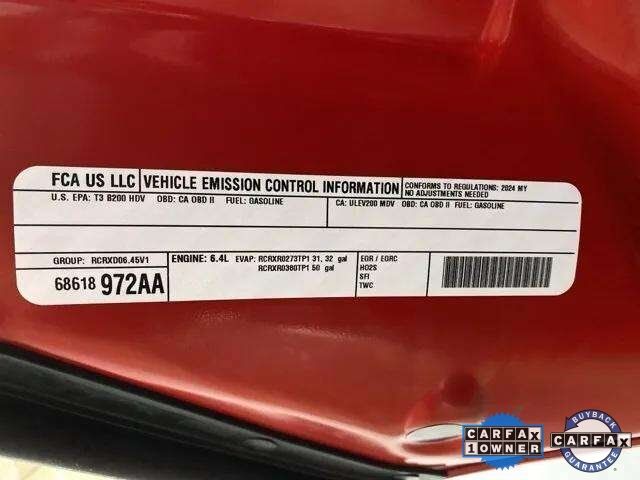 FCA US LLC VEHICLE EMISSION CONTROL INFORMATION CONFORMS TO REGULATIONS: 2024 MY
NO ADJUSTMENTS NEEDED
U.S. EPA: T3 B200 HDV OBD: CA OBD II FUEL: GASOLINE
CA: ULEV200 MDV OBD: CA OBD II FUEL: GASOLINE
GROUP: RCRXD06.45V1
68618 972AA
ENGINE: 6.4L EVAP: RCRXR0273TP1 31, 32 gal
RCRXR0360TP1 50 gal
EGR / EGRC
HO2S
SFI
TWC
CARFAX
1 OWNER
BUYBACK
CARFAX
GUARANTEE